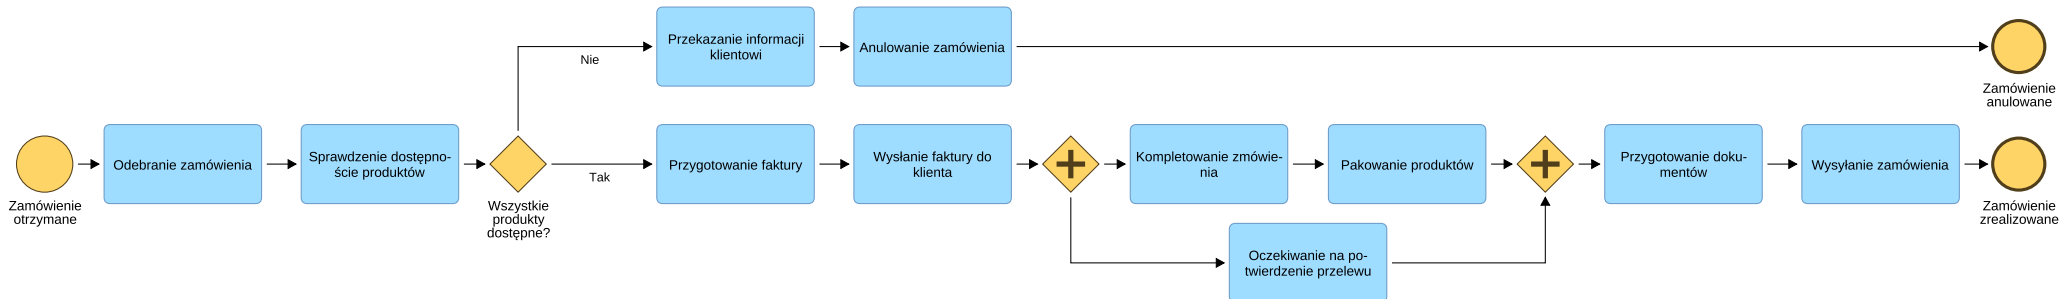 Przekazanie informacji
klientowi
Anulowanie zamówienia
Nie
Zamówienie
anulowane
Zamówienie
otrzymane
Odebranie zamówienia
Sprawdzenie dostępno-
ście produktów
Wszystkie
produkty
dostępne?
Tak
Przygotowanie faktury
Wysłanie faktury do
klienta
Kompletowanie zmówie-
nia
Pakowanie produktów
Przygotowanie doku-
mentów
Wysyłanie zamówienia
Zamówienie
zrealizowane
Oczekiwanie na po-
twierdzenie przelewu